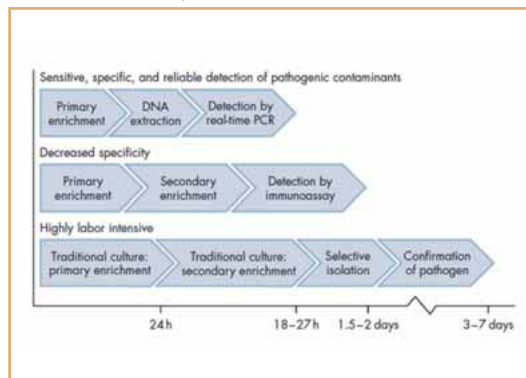 Sensitive, specific, and reliable detection of pathogenic contaminants
Primary
enrichment
DNA
extraction
Detection by
real-time PCR
Decreased specificity
Primary
enrichment
Secondary
enrichment
Detection by
immunoassay
Highly labor intensive
Traditional culture:
primary enrichment
Traditional culture:
secondary enrichment
Selective
isolation
Confirmation
of pathogen
24 h
18–27 h
1.5–2 days
3–7 days